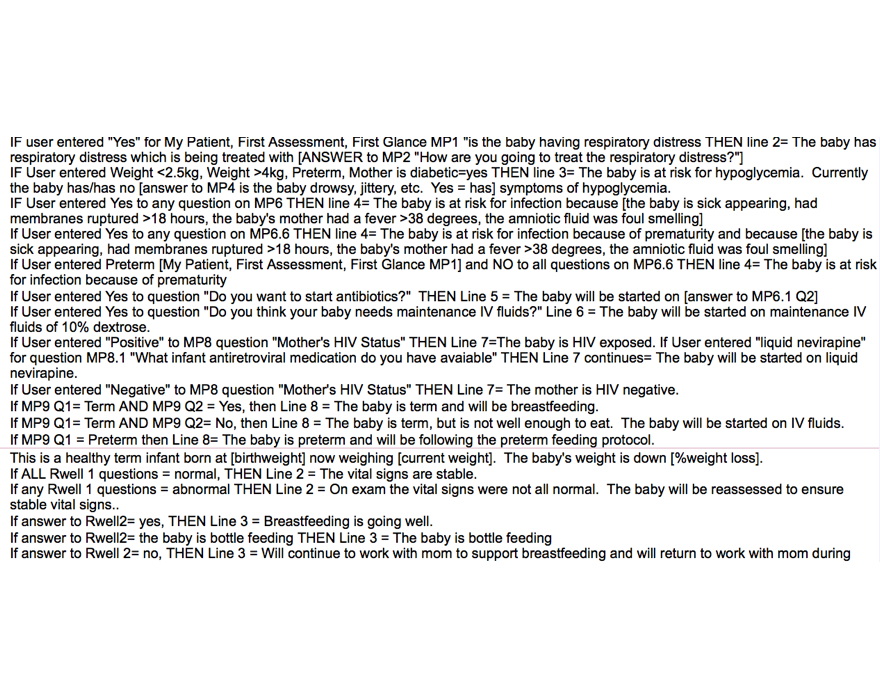 IF user entered "Yes" for My Patient, First Assessment, First Glance MP1 "is the baby having respiratory distress THEN line 2= The baby has
respiratory distress which is being treated with [ANSWER to MP2 "How are you going to treat the respiratory distress?"]
IF User entered Weight <2.5kg, Weight >4kg, Preterm, Mother is diabetic=yes THEN line 3= The baby is at risk for hypoglycemia.  Currently
the baby has/has no [answer to MP4 is the baby drowsy, jittery, etc.  Yes = has] symptoms of hypoglycemia.
IF User entered Yes to any question on MP6 THEN line 4= The baby is at risk for infection because [the baby is sick appearing, had
membranes ruptured >18 hours, the baby's mother had a fever >38 degrees, the amniotic fluid was foul smelling]
If User entered Yes to any question on MP6.6 THEN line 4= The baby is at risk for infection because of prematurity and because [the baby is
sick appearing, had membranes ruptured >18 hours, the baby's mother had a fever >38 degrees, the amniotic fluid was foul smelling]
If User entered Preterm [My Patient, First Assessment, First Glance MP1] and NO to all questions on MP6.6 THEN line 4= The baby is at risk
for infection because of prematurity
If User entered Yes to question "Do you want to start antibiotics?"  THEN Line 5 = The baby will be started on [answer to MP6.1 Q2]
If User entered Yes to question "Do you think your baby needs maintenance IV fluids?" Line 6 = The baby will be started on maintenance IV
fluids of 10% dextrose.
If User entered "Positive" to MP8 question "Mother's HIV Status" THEN Line 7=The baby is HIV exposed. If User entered "liquid nevirapine"
for question MP8.1 "What infant antiretroviral medication do you have avaiable" THEN Line 7 continues= The baby will be started on liquid
nevirapine.
If User entered "Negative" to MP8 question "Mother's HIV Status" THEN Line 7= The mother is HIV negative.
If MP9 Q1= Term AND MP9 Q2 = Yes, then Line 8 = The baby is term and will be breastfeeding.
If MP9 Q1= Term AND MP9 Q2= No, then Line 8 = The baby is term, but is not well enough to eat.  The baby will be started on IV fluids.
If MP9 Q1 = Preterm then Line 8= The baby is preterm and will be following the preterm feeding protocol.
This is a healthy term infant born at [birthweight] now weighing [current weight].  The baby's weight is down [%weight loss].
If ALL Rwell 1 questions = normal, THEN Line 2 = The vital signs are stable.
If any Rwell 1 questions = abnormal THEN Line 2 = On exam the vital signs were not all normal.  The baby will be reassessed to ensure
stable vital signs..
If answer to Rwell2= yes, THEN Line 3 = Breastfeeding is going well.
If answer to Rwell2= the baby is bottle feeding THEN Line 3 = The baby is bottle feeding
If answer to Rwell 2= no, THEN Line 3 = Will continue to work with mom to support breastfeeding and will return to work with mom during